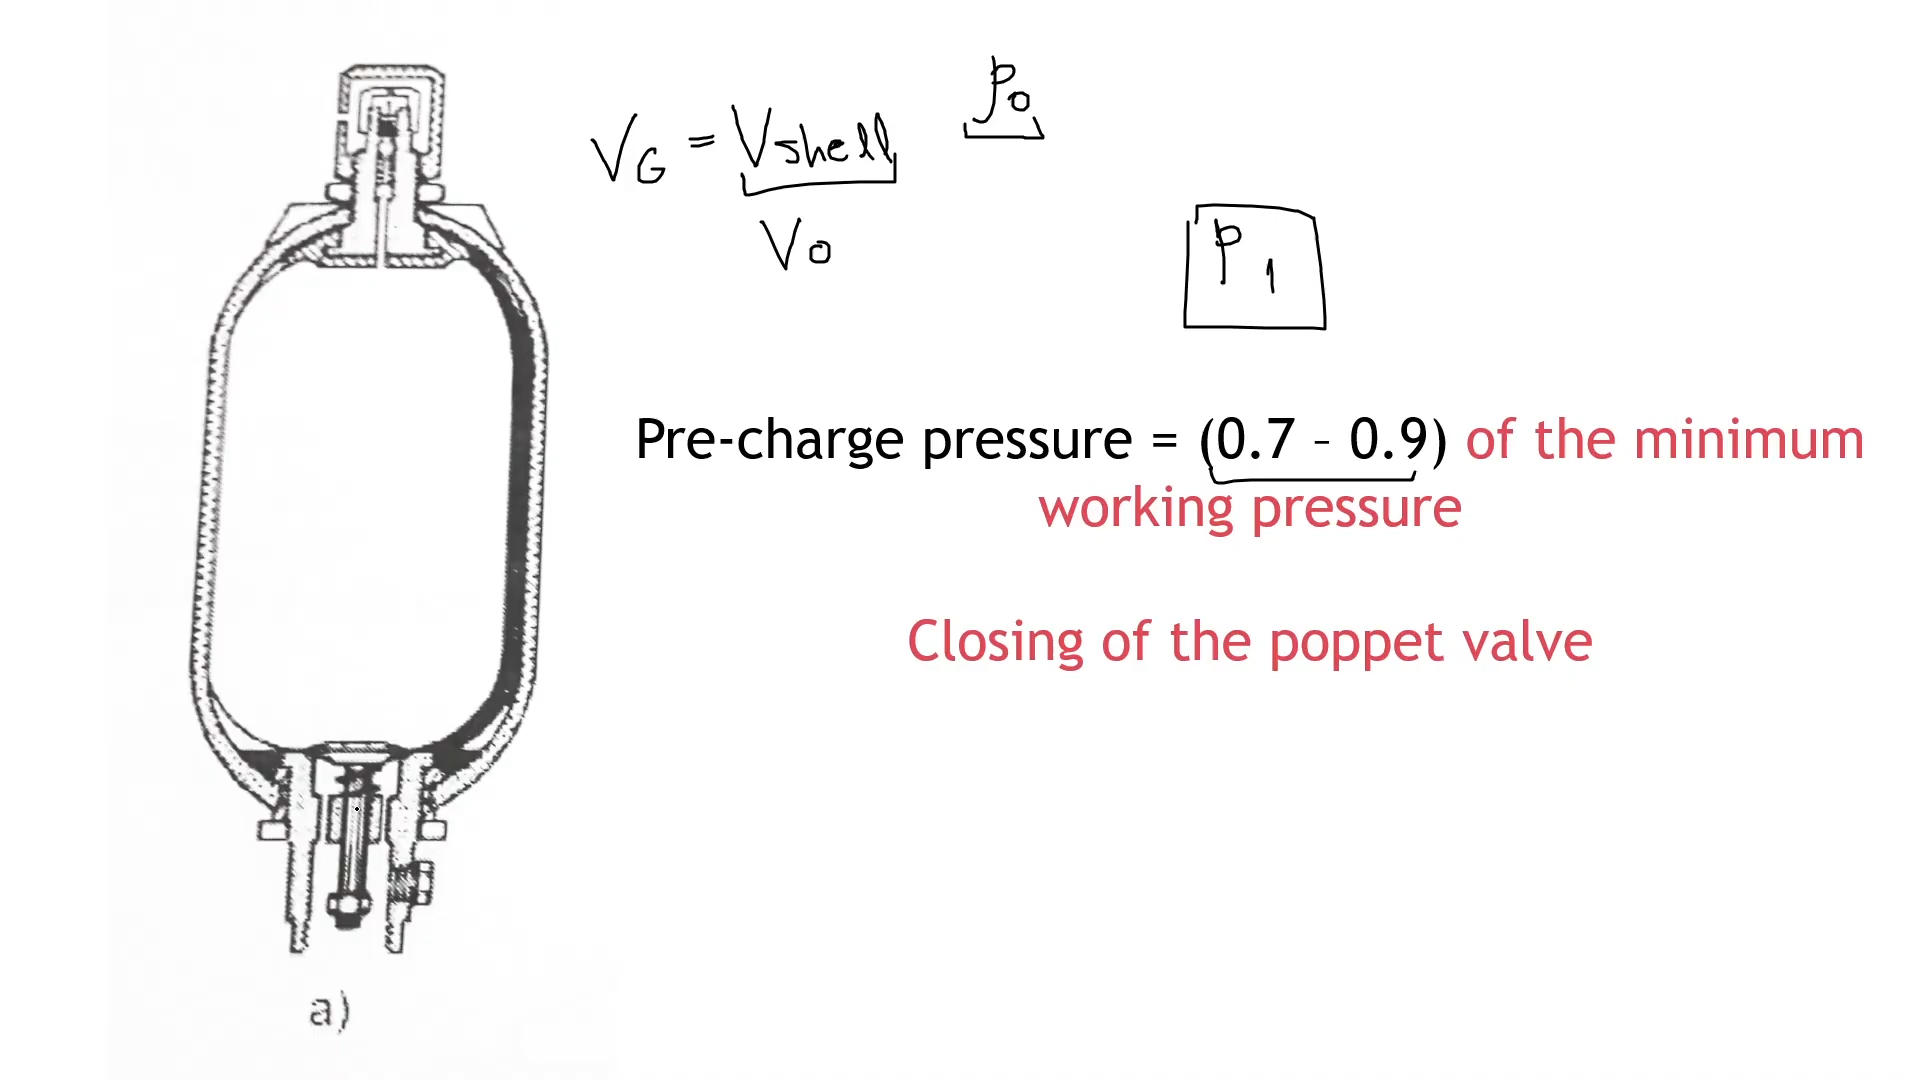 p0
VG = Vshell
V0
p1
Pre-charge pressure = (0.7 – 0.9) of the minimum
working pressure
Closing of the poppet valve
a)